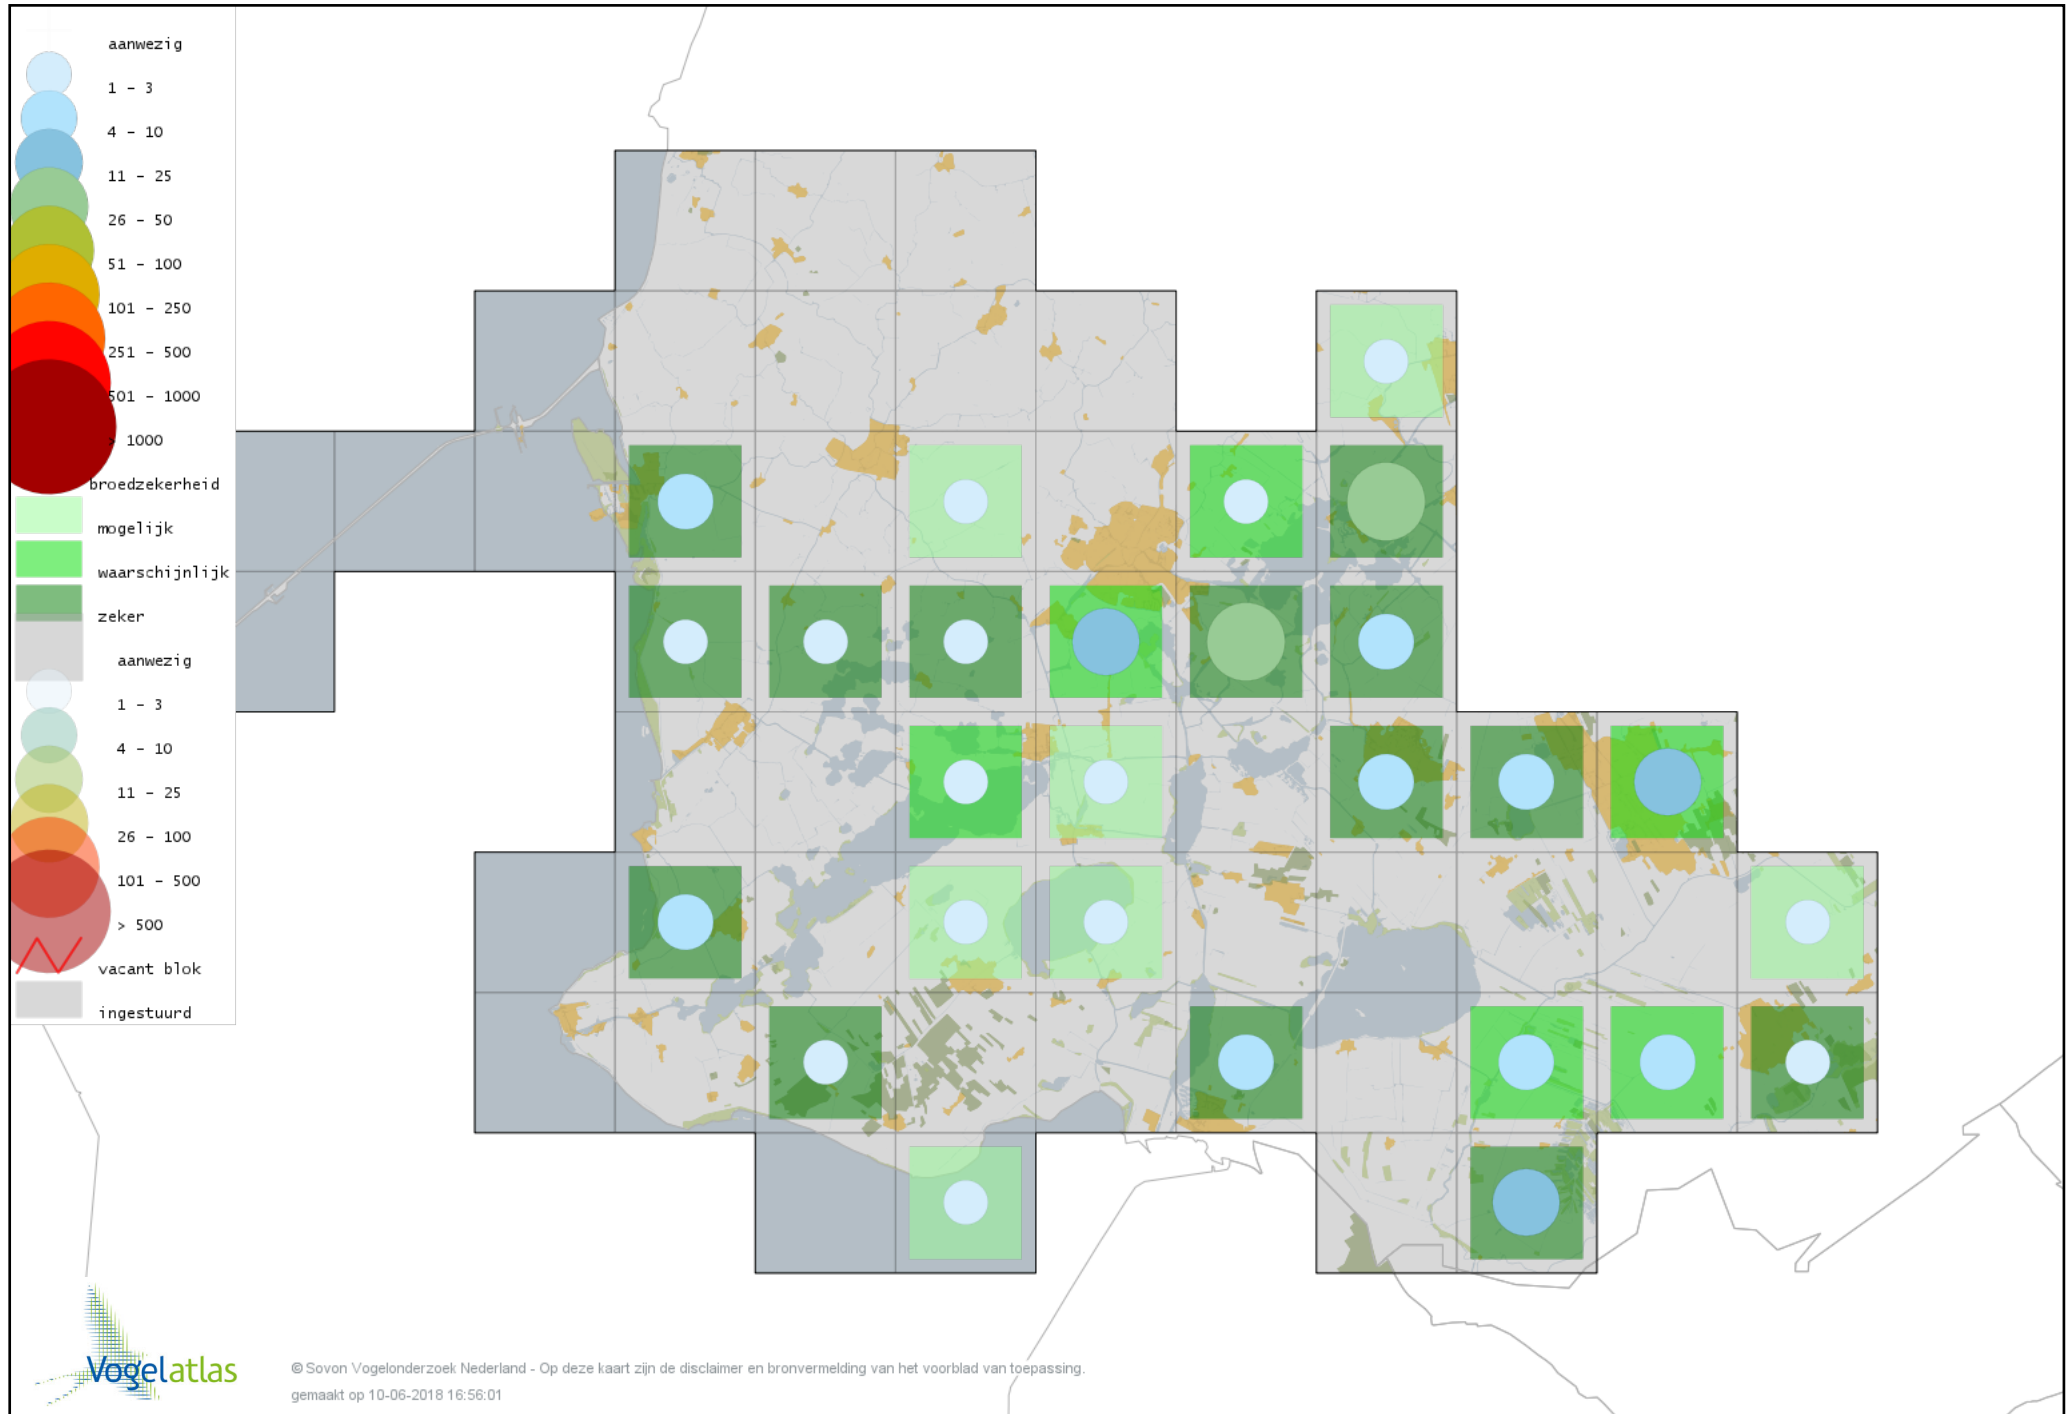 aanwezig
1 - 3
4 - 10
11 - 25
26 - 50
51 - 100
101 - 250
251 - 500
501 - 1000
> 1000
broedzekerheid
mogelijk
waarschijnlijk
zeker
aanwezig
1 - 3
4 - 10
11 - 25
26 - 100
101 - 500
> 500
vacant blok
ingestuurd
Vogelatlas
© Sovon Vogelonderzoek Nederland - Op deze kaart zijn de disclaimer en bronvermelding van het voorblad van toepassing.
gemaakt op 10-06-2018 16:56:01